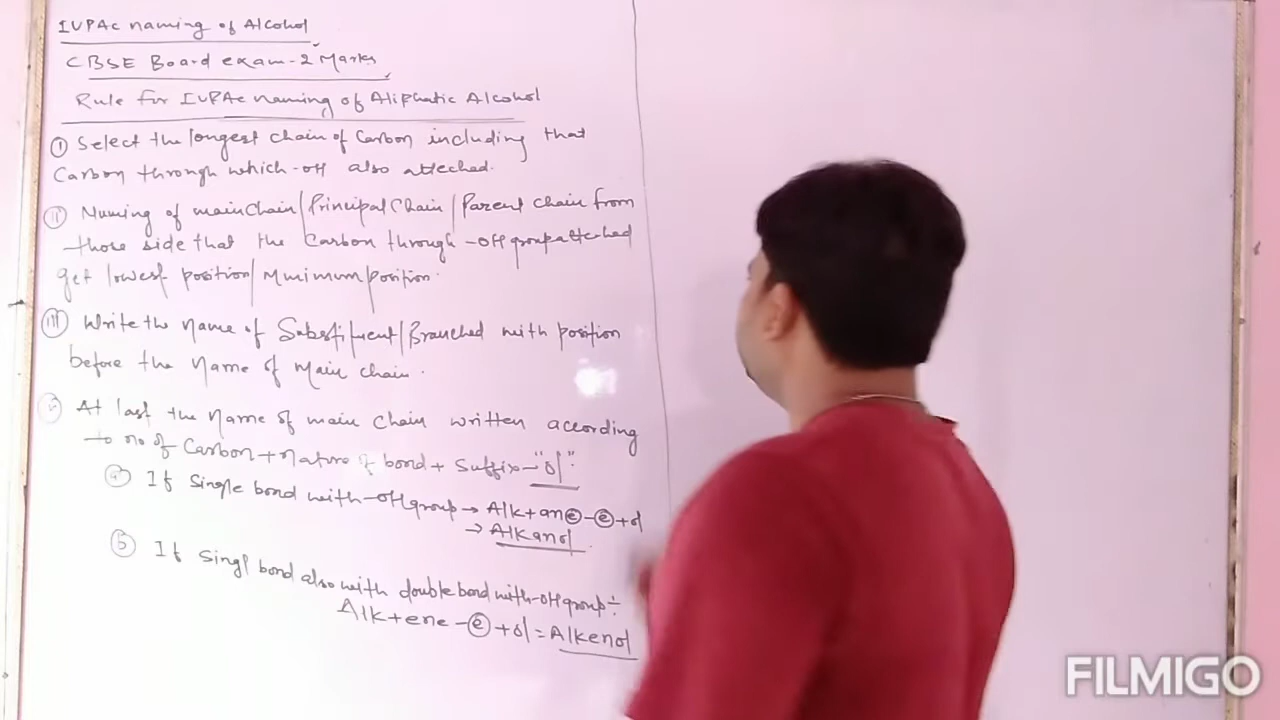 IUPAC naming of Alcohol
CBSE Board exam-2 Marks
Rule for IUPAC naming of Aliphatic Alcohol
① Select the longest chain of Carbon including that
Carbon through which -OH also atteched.
② Numing of main chain/Principal Chain/Parent chain from
those side that the Carbon through -OH group atteched
get lowest position/Minimum position.
③ Write the name of Substituent/Branched with position
before the name of main chain.
At last the name of main chain written according
to no of Carbon + nature of bond + Suffix - "ol".
ⓐ If Single bond with -OH group → Alk + ane - e + ol
→ Alkanol
ⓑ If Singl bond also with double bond with -OH group ÷
Alk + ene - e + ol = Alkenol
FILMIGO